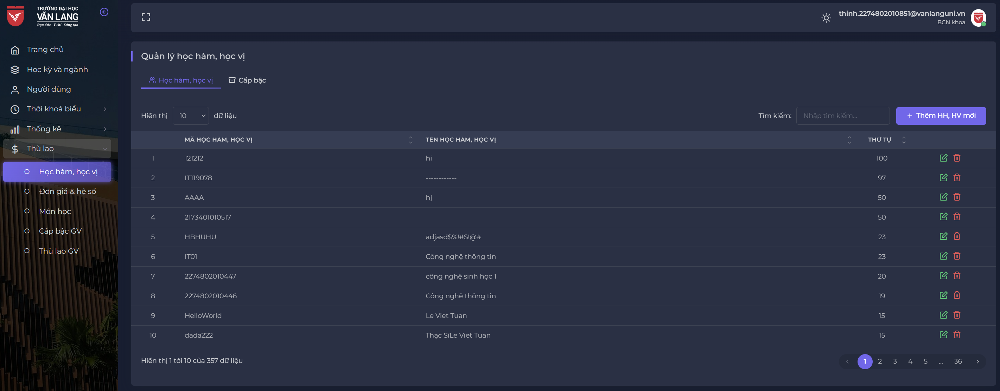 TRƯỜNG ĐẠI HỌC
VĂN LANG
Đạo đức - Ý chí - Sáng tạo
Trang chủ
Học kỳ và ngành
Người dùng
Thời khoá biểu
Thống kê
Thù lao
Học hàm, học vị
Đơn giá & hệ số
Môn học
Cấp bậc GV
Thù lao GV
thinh.2274802010851@vanlanguni.vn
BCN khoa
Quản lý học hàm, học vị
Học hàm, học vị Cấp bậc
Hiển thị 10 dữ liệu Tìm kiếm: Nhập tìm kiếm... + Thêm HH, HV mới
MÃ HỌC HÀM, HỌC VỊ TÊN HỌC HÀM, HỌC VỊ THỨ TỰ
1 121212 hi 100
2 IT119078 ------------ 97
3 AAAA hj 50
4 2173401010517 50
5 HBHUHU ạdjasd$%!#$!@# 23
6 IT01 Công nghệ thông tin 23
7 2274802010447 công nghệ sinh học 1 20
8 2274802010446 Công nghệ thông tin 19
9 HelloWorld Le Viet Tuan 15
10 dada222 Thạc SĩLe Viet Tuan 15
Hiển thị 1 tới 10 của 357 dữ liệu 1 2 3 4 5 ... 36